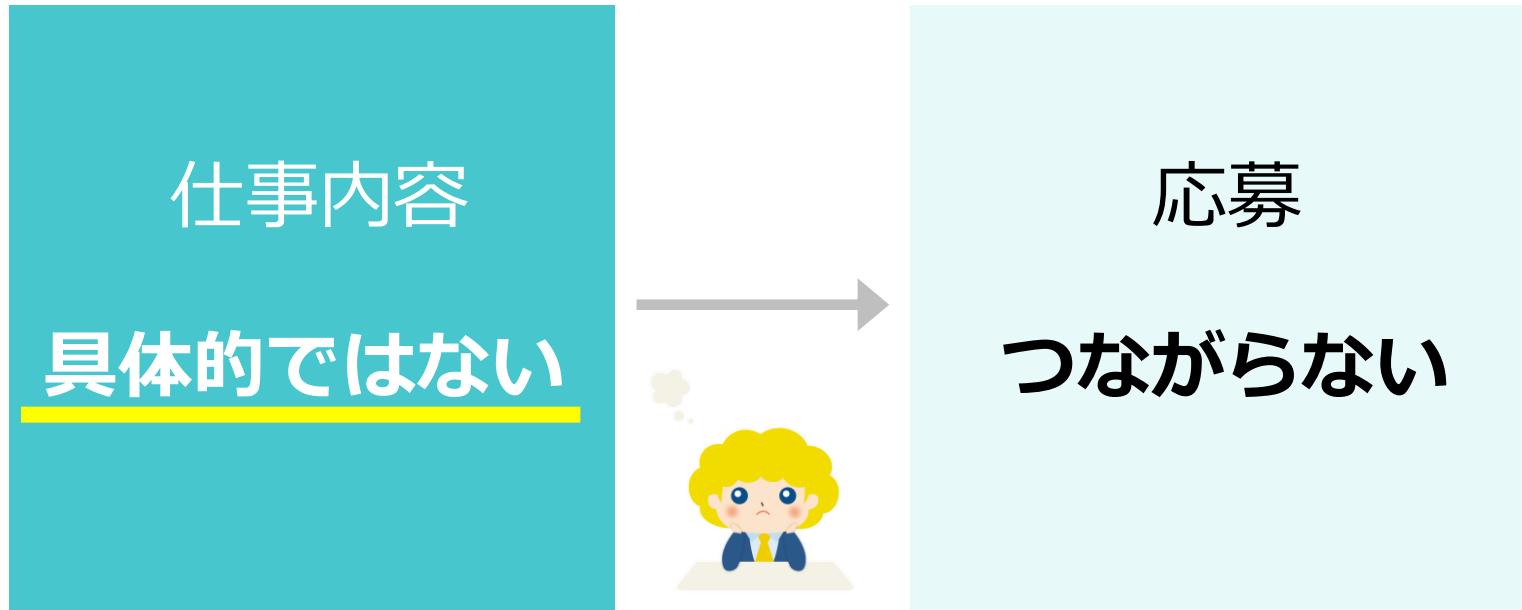 仕事内容
具体的ではない
応募
つながらない